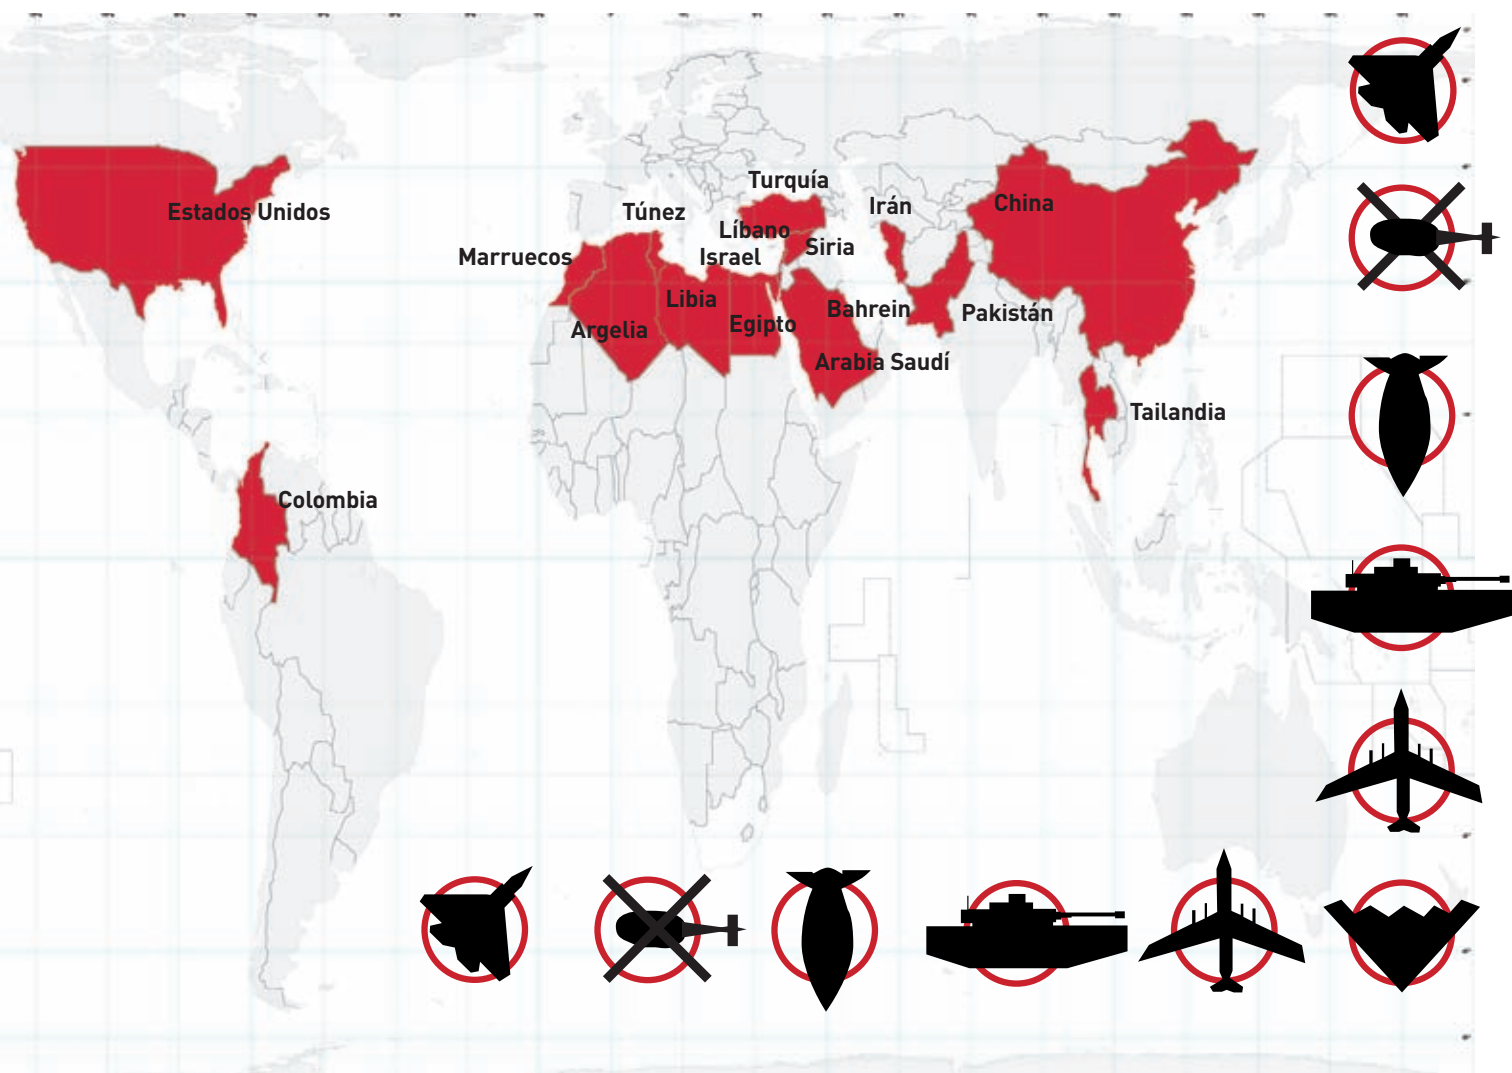 Turquía
Irán
China
Estados Unidos
Túnez
Líbano
Siria
Marruecos
Israel
Libia
Bahrein
Pakistán
Egipto
Argelia
Arabia Saudí
Tailandia
Colombia